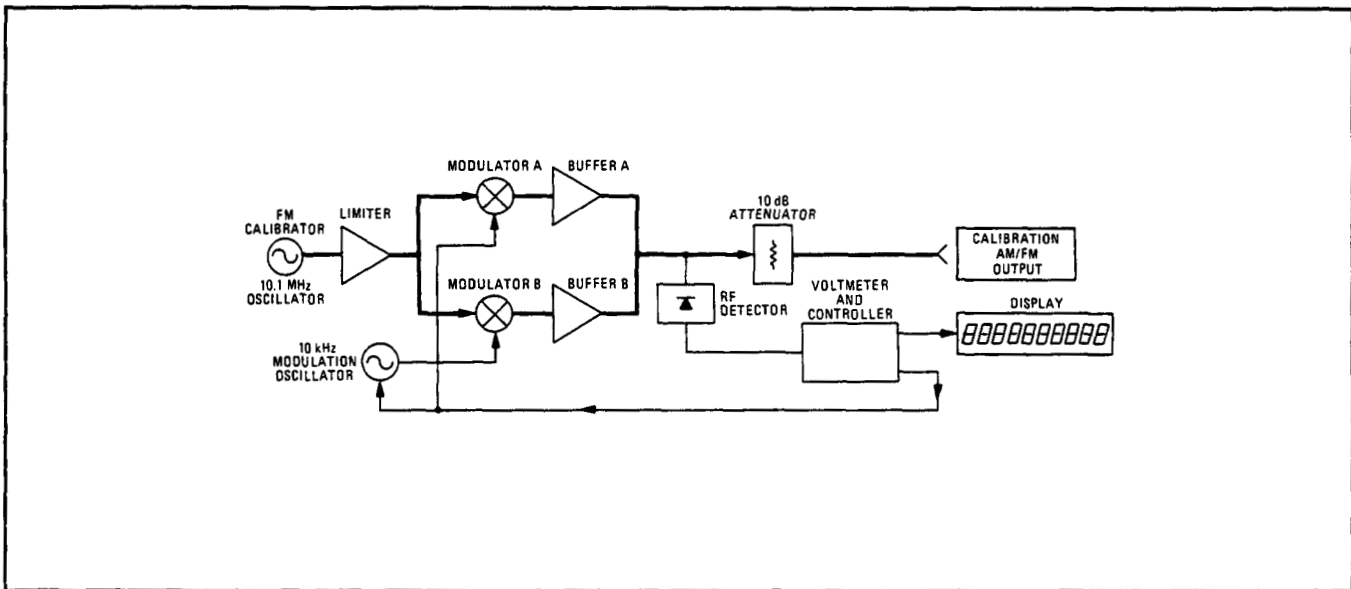 MODULATOR A
BUFFER A
FM
CALIBRATOR
LIMITER
10 dB
ATTENUATOR
10.1 MHz
OSCILLATOR
MODULATOR B
BUFFER B
RF
DETECTOR
VOLTMETER
AND
CONTROLLER
CALIBRATION
AM/FM
OUTPUT
DISPLAY
8888888888
10 kHz
MODULATION
OSCILLATOR